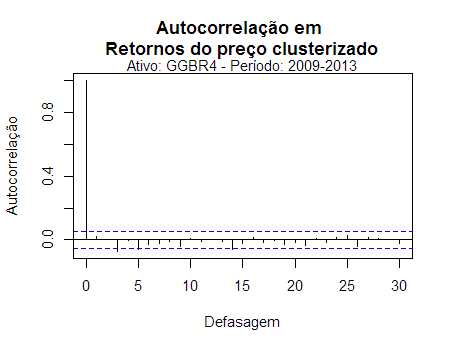 Autocorrelação em
Retornos do preço clusterizado
Ativo: GGBR4 - Período: 2009-2013
Autocorrelação
0.8
0.4
0.0
0 5 10 15 20 25 30
Defasagem